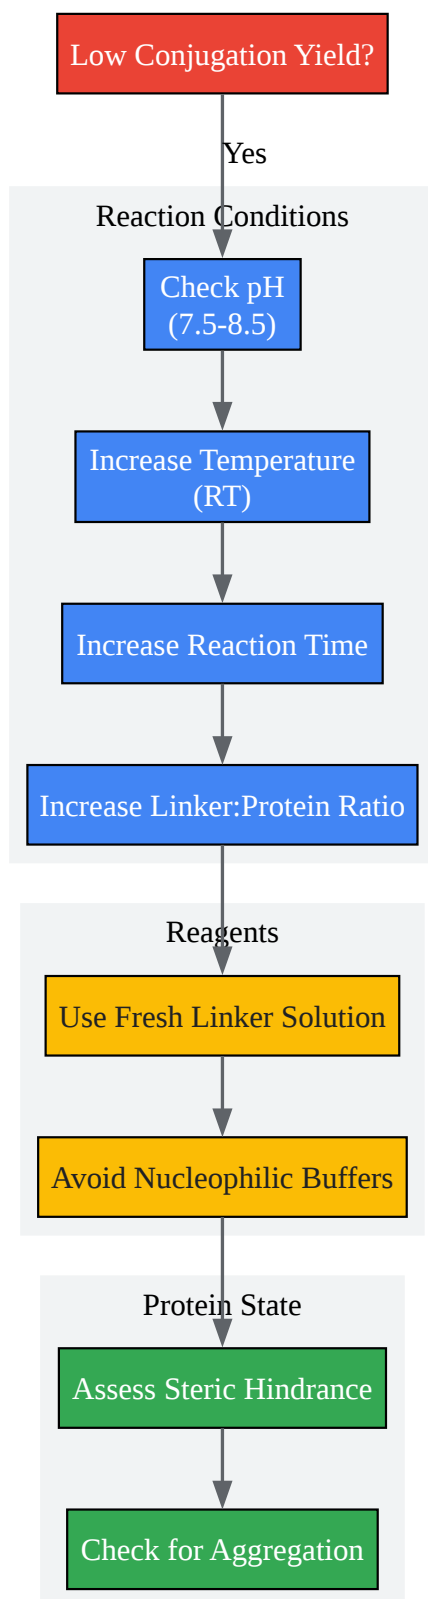 Low Conjugation Yield?
Yes
Reaction Conditions
Check pH
(7.5-8.5)
Increase Temperature
(RT)
Increase Reaction Time
Increase Linker:Protein Ratio
Reagents
Use Fresh Linker Solution
Avoid Nucleophilic Buffers
Protein State
Assess Steric Hindrance
Check for Aggregation